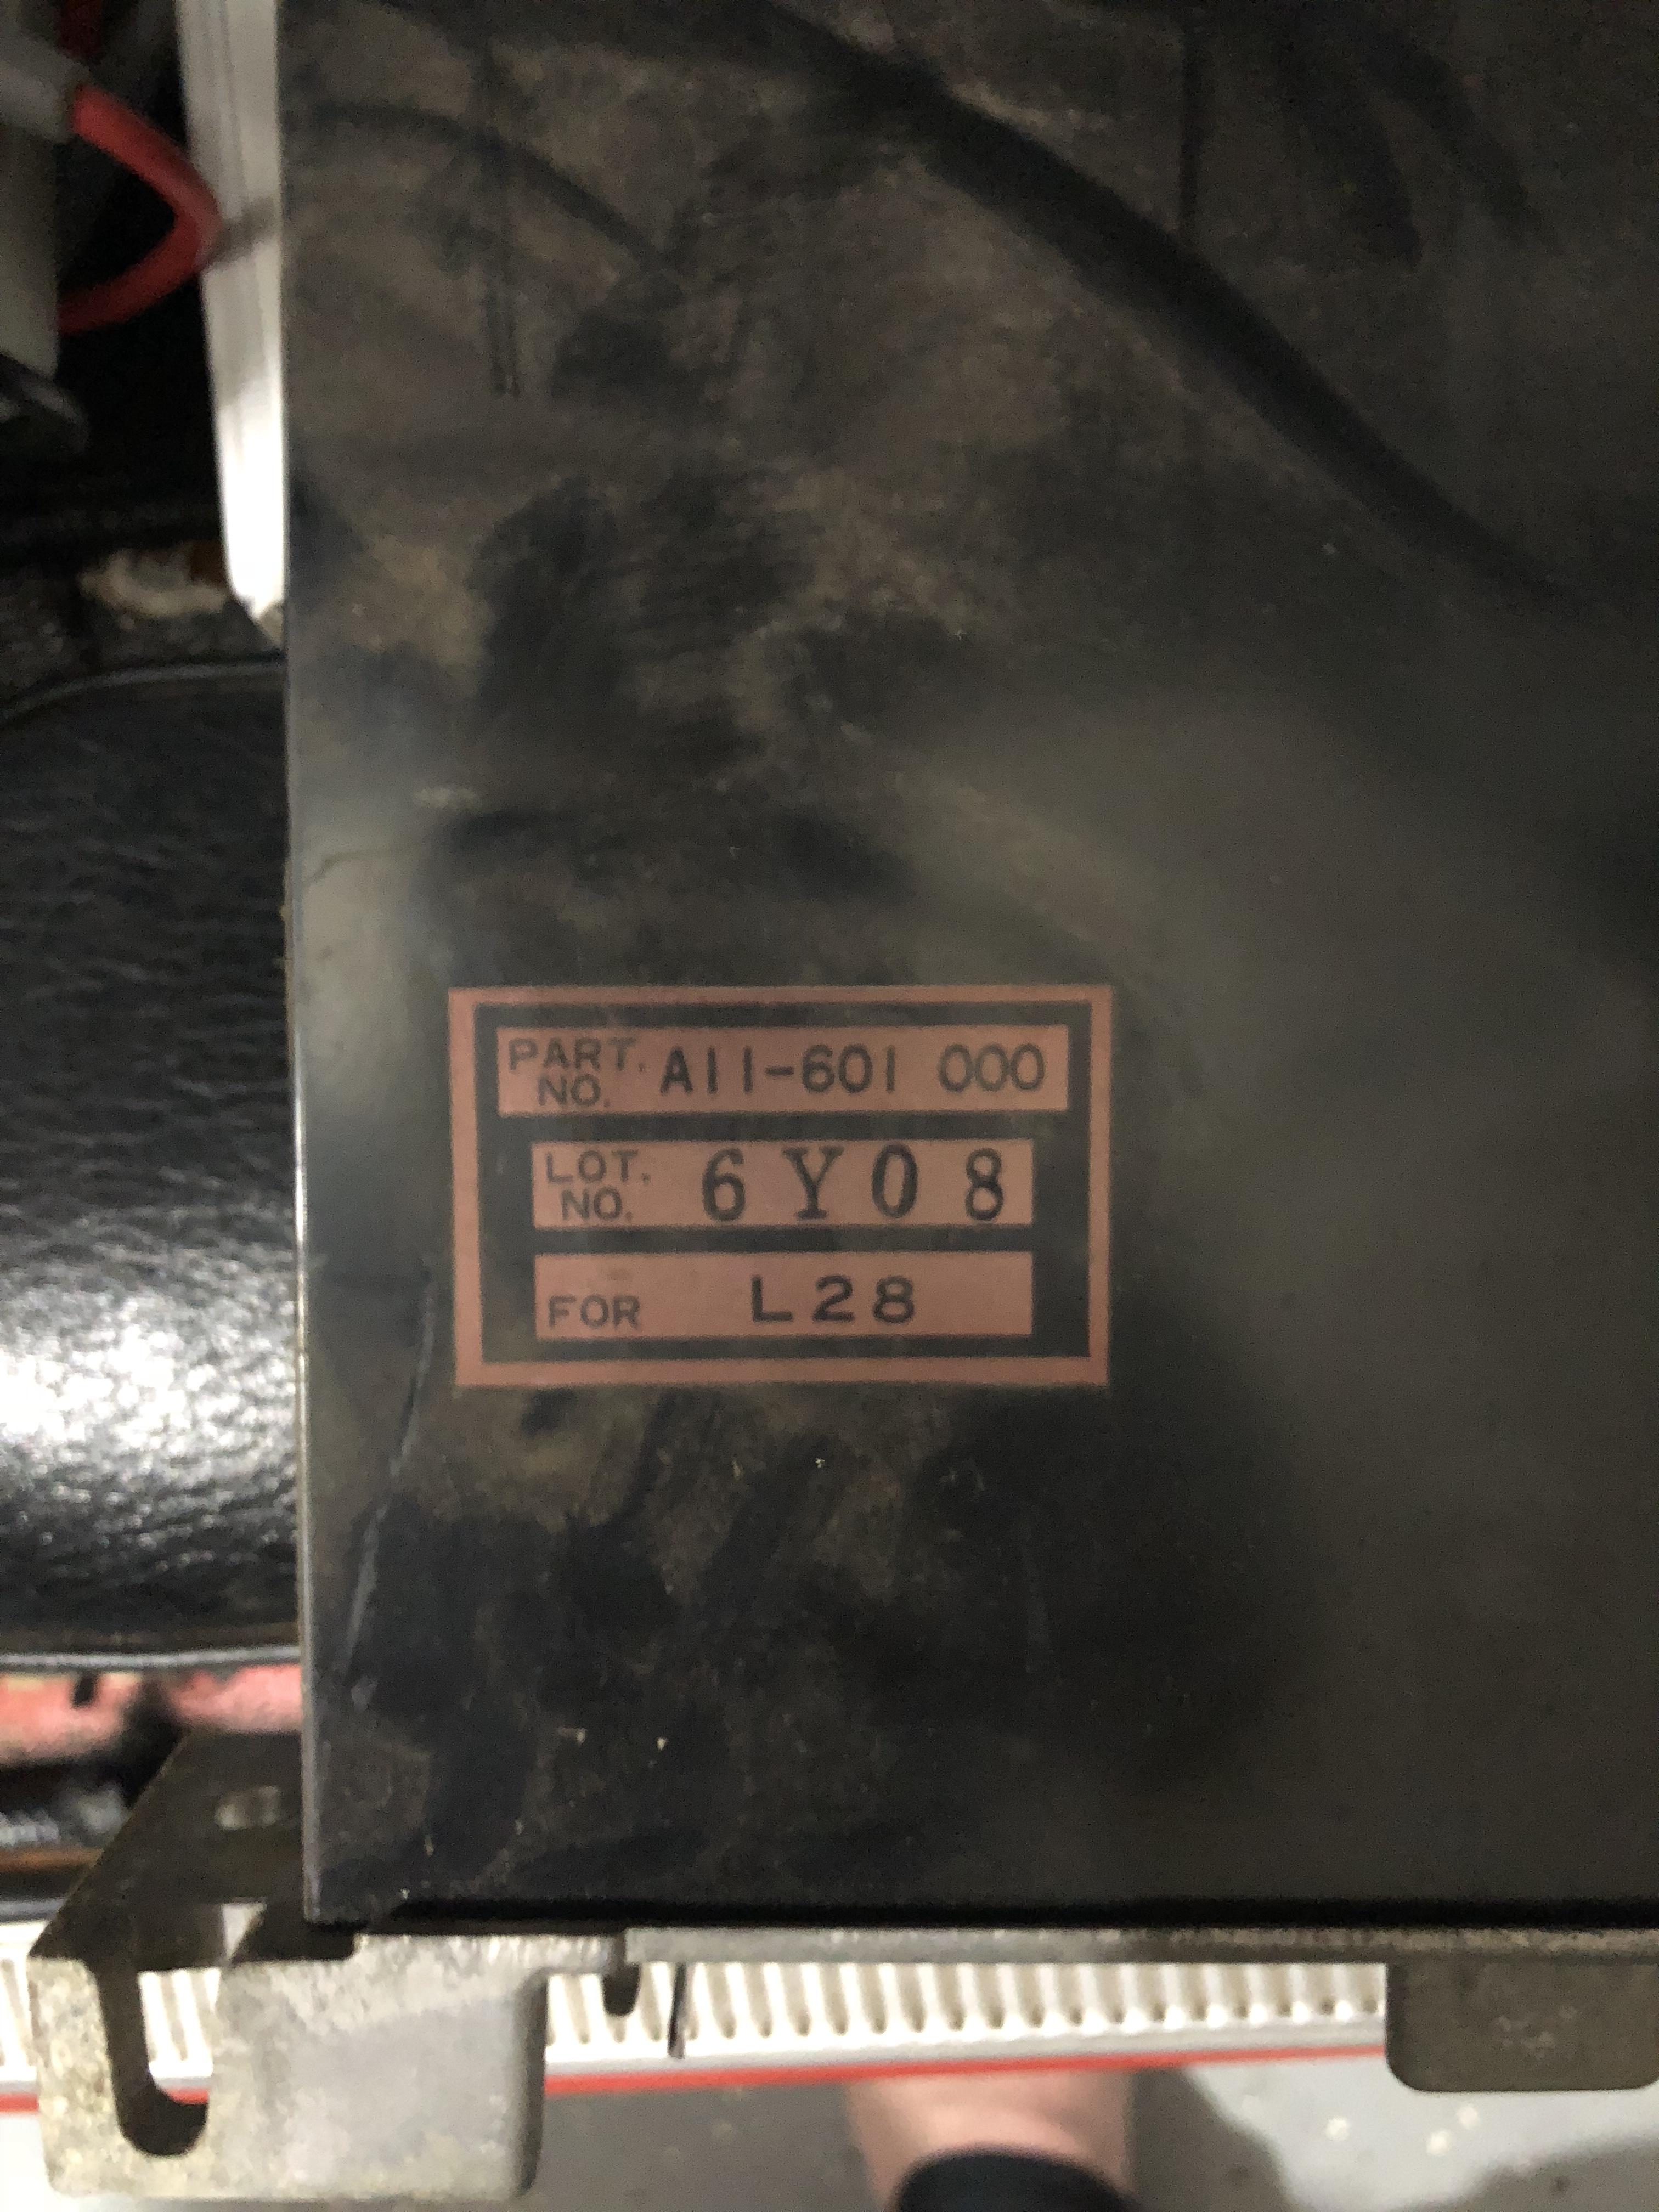 PART. NO. A11-601 000
LOT. NO. 6Y08
FOR L28